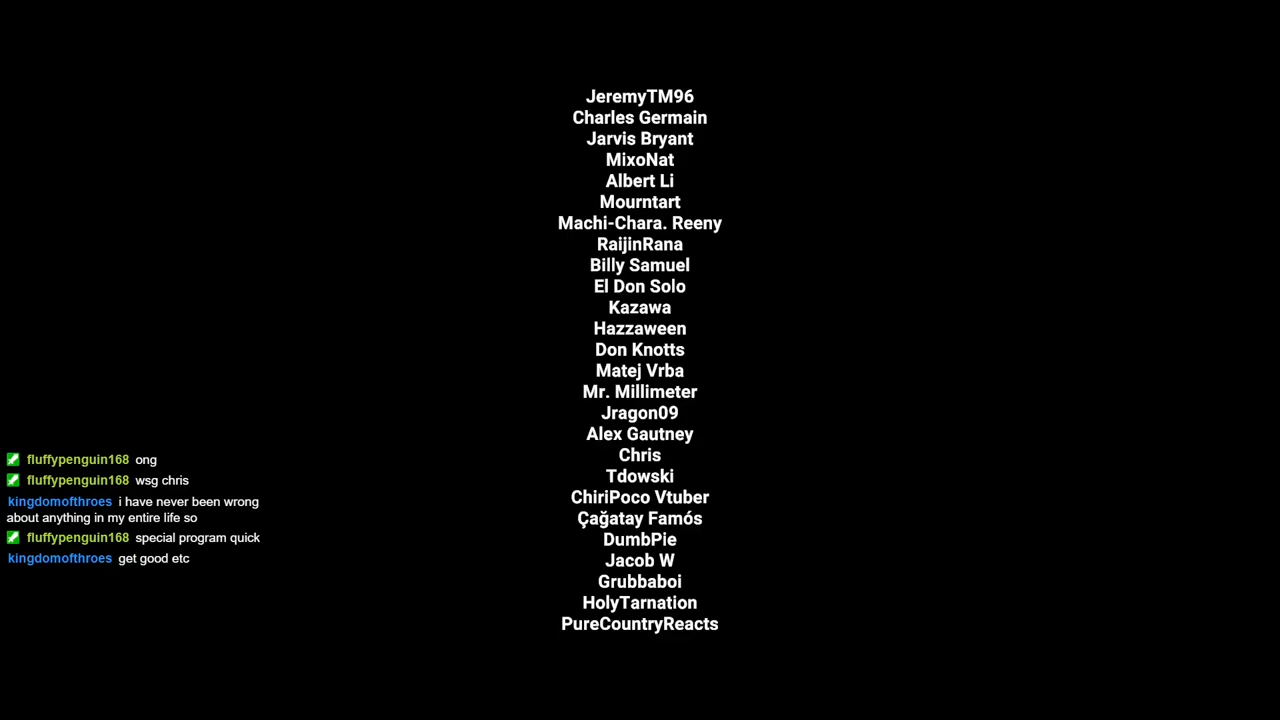 JeremyTM96
Charles Germain
Jarvis Bryant
MixoNat
Albert Li
Mourntart
Machi-Chara. Reeny
RaijinRana
Billy Samuel
El Don Solo
Kazawa
Hazzaween
Don Knotts
Matej Vrba
Mr. Millimeter
Jragon09
Alex Gautney
Chris
Tdowski
ChiriPoco Vtuber
Çağatay Famós
DumbPie
Jacob W
Grubbaboi
HolyTarnation
PureCountryReacts
fluffypenguin168 ong
fluffypenguin168 wsg chris
kingdomofthroes i have never been wrong
about anything in my entire life so
fluffypenguin168 special program quick
kingdomofthroes get good etc